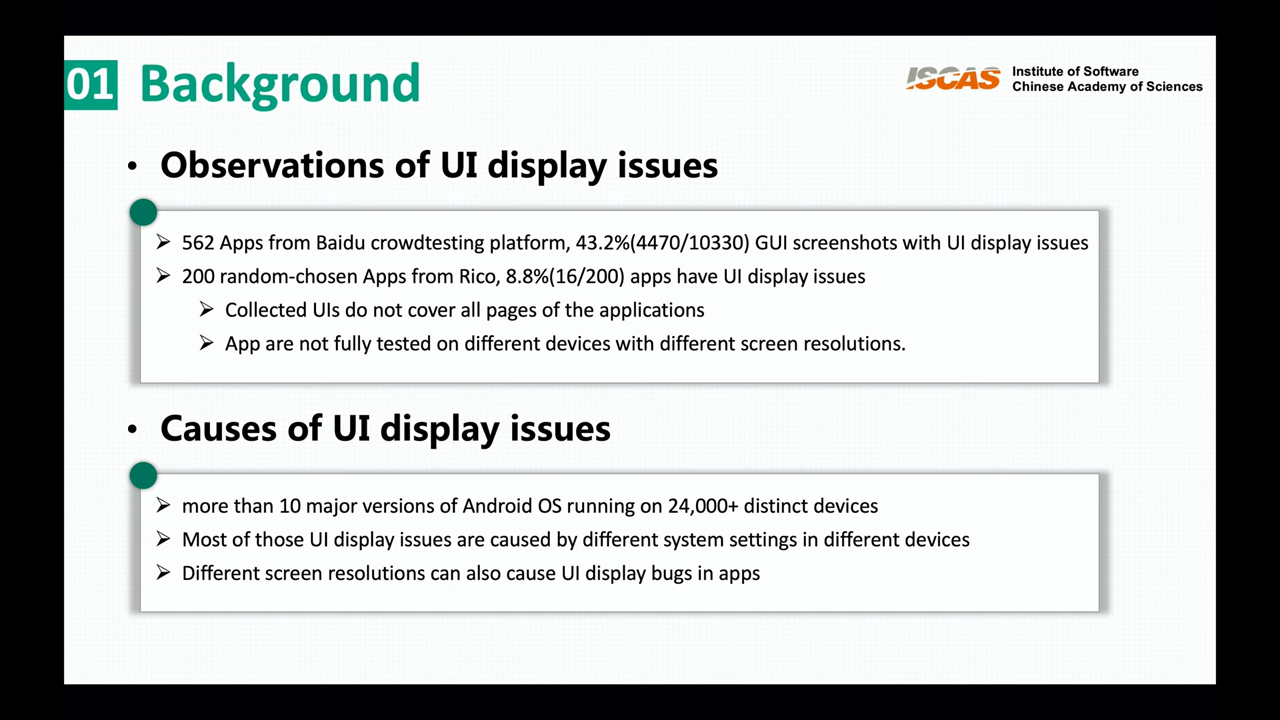 01 Background
ISCAS
Institute of Software
Chinese Academy of Sciences
• Observations of UI display issues
➢ 562 Apps from Baidu crowdtesting platform, 43.2%(4470/10330) GUI screenshots with UI display issues
➢ 200 random-chosen Apps from Rico, 8.8%(16/200) apps have UI display issues
➢ Collected UIs do not cover all pages of the applications
➢ App are not fully tested on different devices with different screen resolutions.
• Causes of UI display issues
➢ more than 10 major versions of Android OS running on 24,000+ distinct devices
➢ Most of those UI display issues are caused by different system settings in different devices
➢ Different screen resolutions can also cause UI display bugs in apps